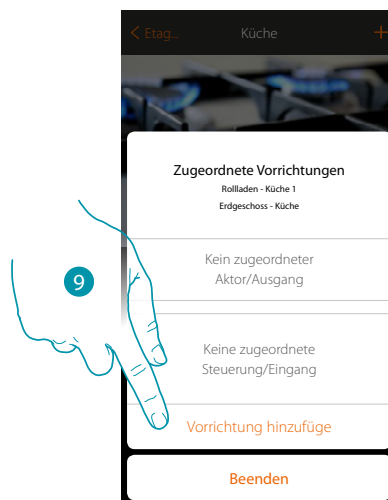 Etag... Küche +
Zugeordnete Vorrichtungen
Rollladen - Küche 1
Erdgeschoss - Küche
Kein zugeordneter
Aktor/Ausgang
9
Keine zugeordnete
Steuerung/Eingang
Vorrichtung hinzufüge
Beenden